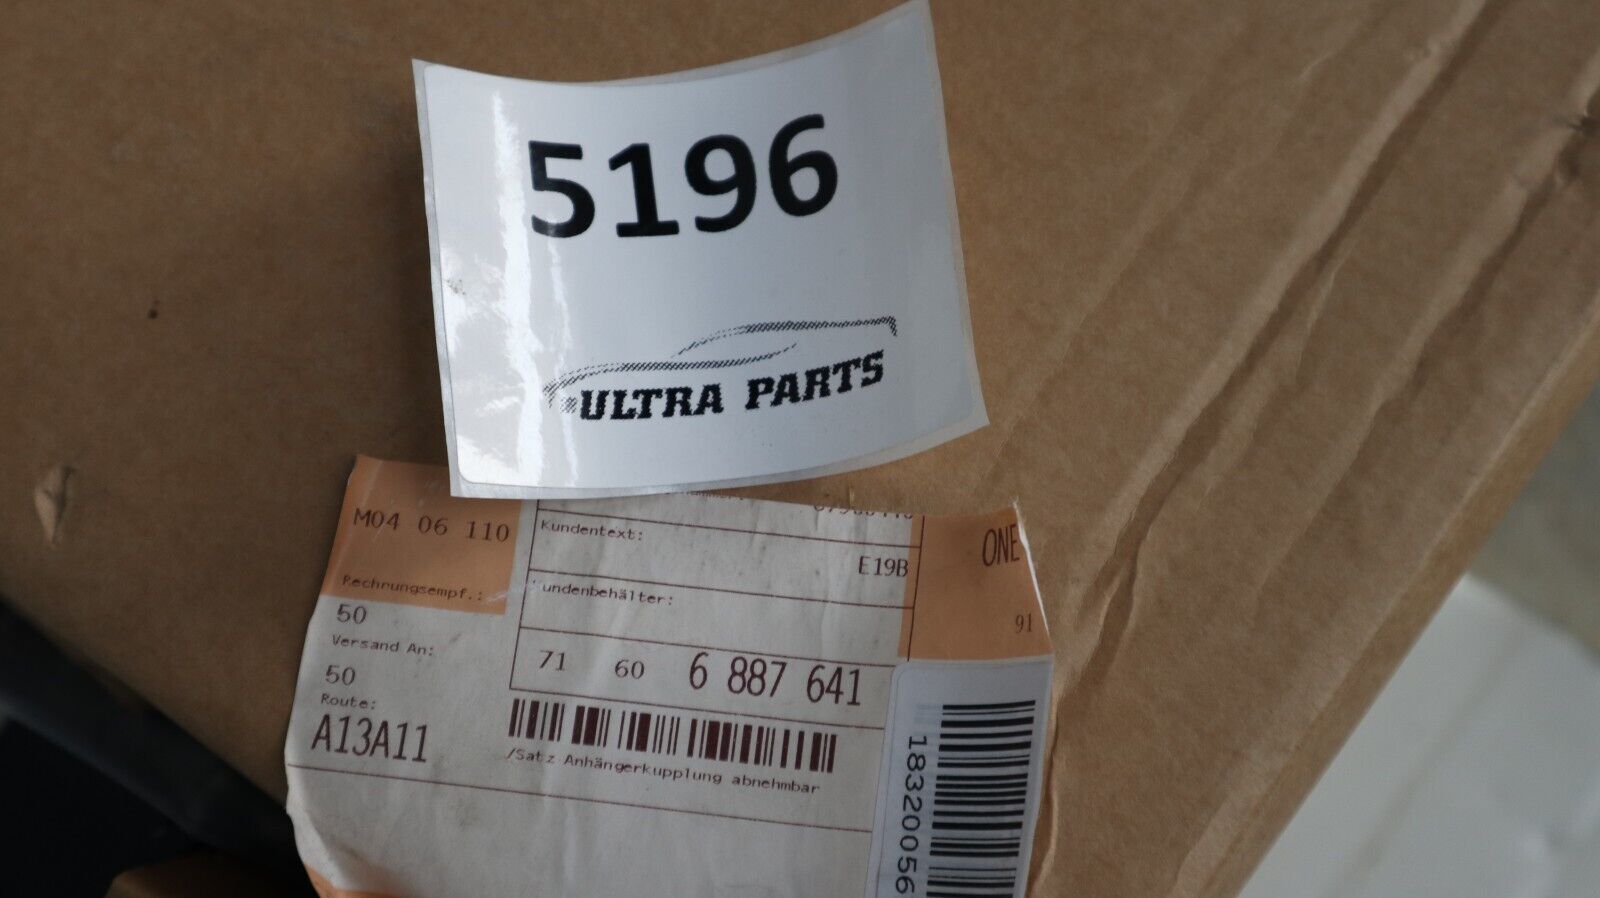 5196
ULTRA PARTS
M04 06 110
Kundentext:
E19B
ONE
Rechnungsempf.:
Kundenbehälter:
91
50
Versand An:
71 60 6 887 641
50
Route:
A13A11
/Satz Anhängerkupplung abnehmbar
183200056